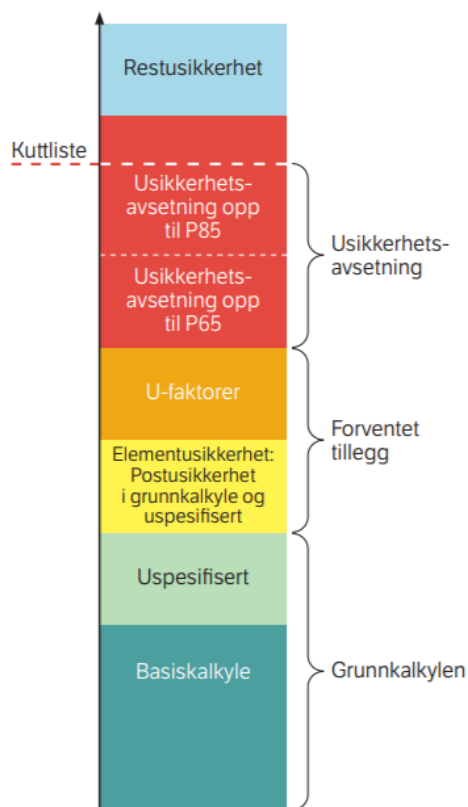 Restusikkerhet
Kuttliste
Usikkerhets-
avsetning opp
til P85
Usikkerhets-
avsetning
Usikkerhets-
avsetning opp
til P65
U-faktorer
Forventet
tillegg
Elementusikkerhet:
Postusikkerhet
i grunnkalkyle og
uspesifisert
Uspesifisert
Basiskalkyle
Grunnkalkylen